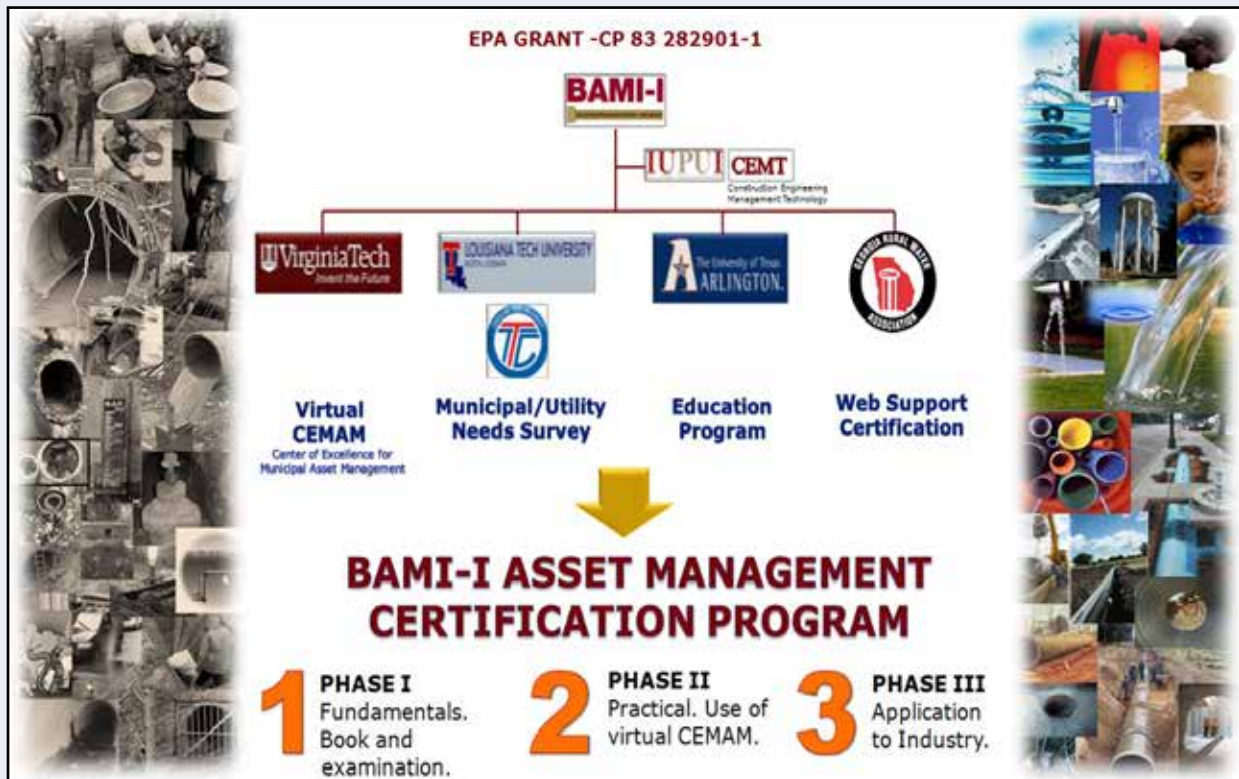 EPA GRANT -CP 83 282901-1
BAMI-I
IUPUI CEMT
Construction Engineering
Management Technology
VirginiaTech
Invent the Future
LOUISIANA TECH UNIVERSITY
The University of Texas
ARLINGTON.
GEORGIA RURAL WATER
ASSOCIATION
TTC
Virtual
CEMAM
Center of Excellence for
Municipal Asset Management
Municipal/Utility
Needs Survey
Education
Program
Web Support
Certification
BAMI-I ASSET MANAGEMENT
CERTIFICATION PROGRAM
1 PHASE I
Fundamentals.
Book and
examination.
2 PHASE II
Practical. Use of
virtual CEMAM.
3 PHASE III
Application
to Industry.